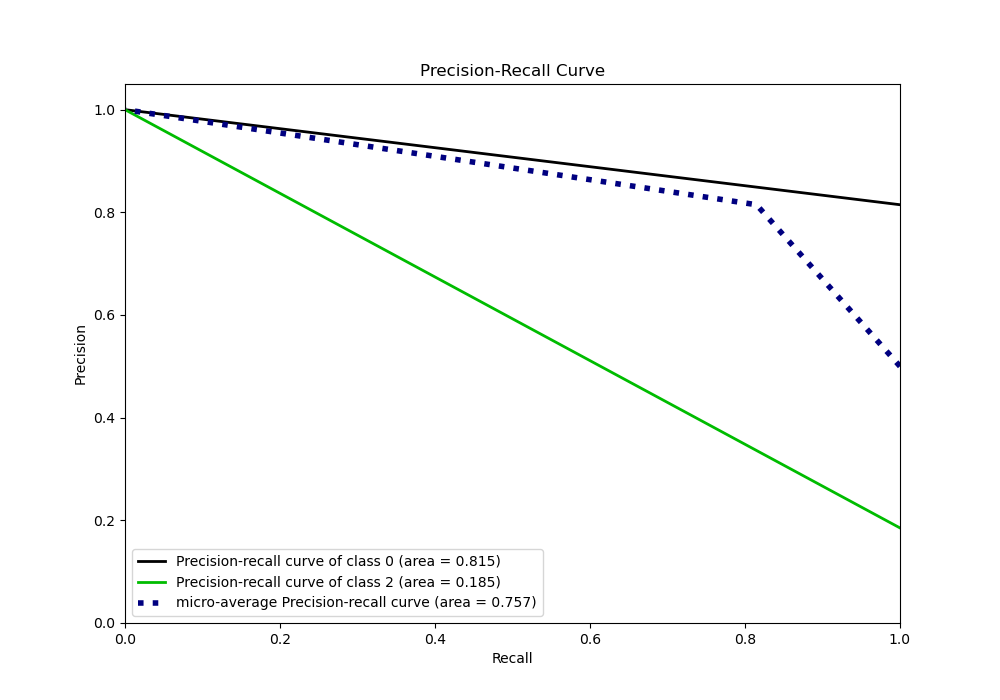 Precision-Recall Curve
1.0
0.8
0.6
0.4
0.2
0.0
Precision
Precision-recall curve of class 0 (area = 0.815)
Precision-recall curve of class 2 (area = 0.185)
micro-average Precision-recall curve (area = 0.757)
0.0 0.2 0.4 0.6 0.8 1.0
Recall